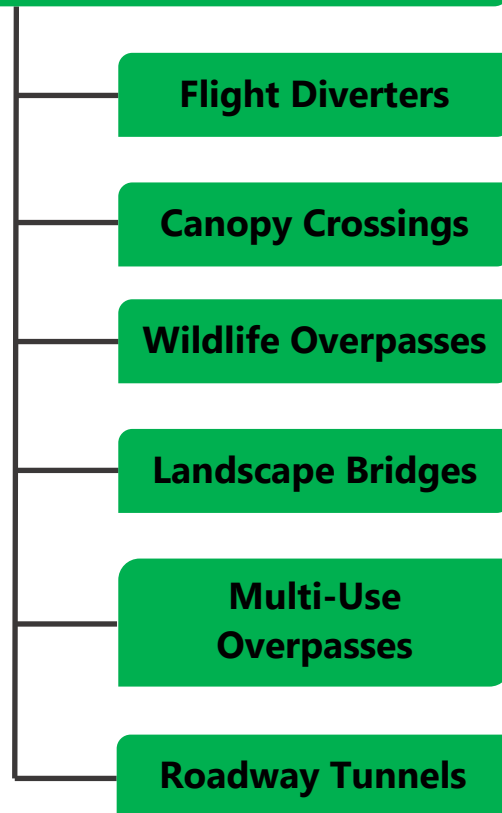 Flight Diverters
Canopy Crossings
Wildlife Overpasses
Landscape Bridges
Multi-Use
Overpasses
Roadway Tunnels